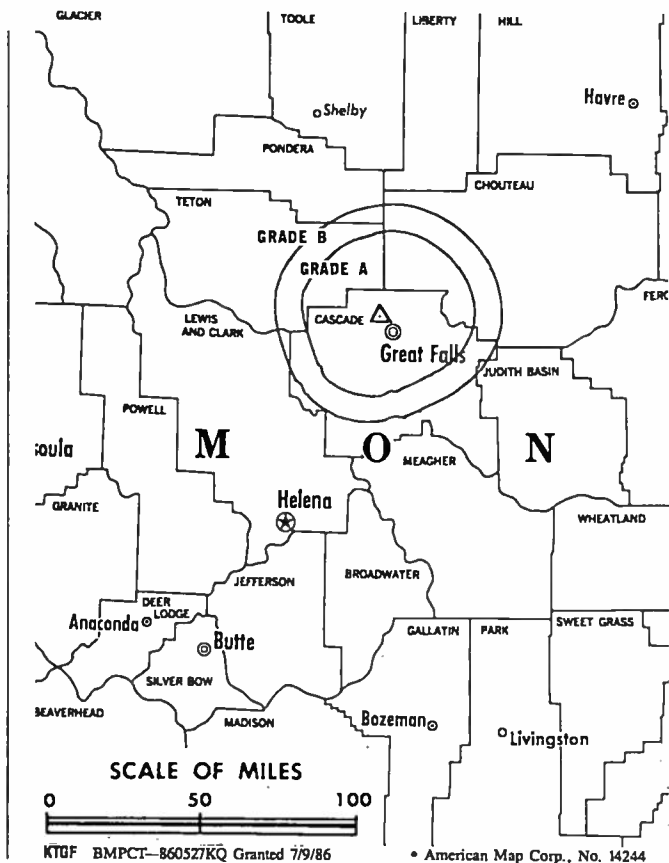 GLACIER
TOOLE
LIBERTY
HILL
Havre
Shelby
PONDERA
CHOUTEAU
TETON
GRADE B
GRADE A
FERG
LEWIS
AND CLARK
CASCADE
Great Falls
JUDITH BASIN
POWELL
M O N
soula
MEAGHER
GRANITE
Helena
WHEATLAND
JEFFERSON
BROADWATER
DEER
LODGE
Anaconda
Butte
GALLATIN
PARK
SWEET GRASS
SILVER BOW
BEAVERHEAD
MADISON
Bozeman
Livingston
SCALE OF MILES
0 50 100
KTGF BMPCT—860527KQ Granted 7/9/86
• American Map Corp., No. 14244